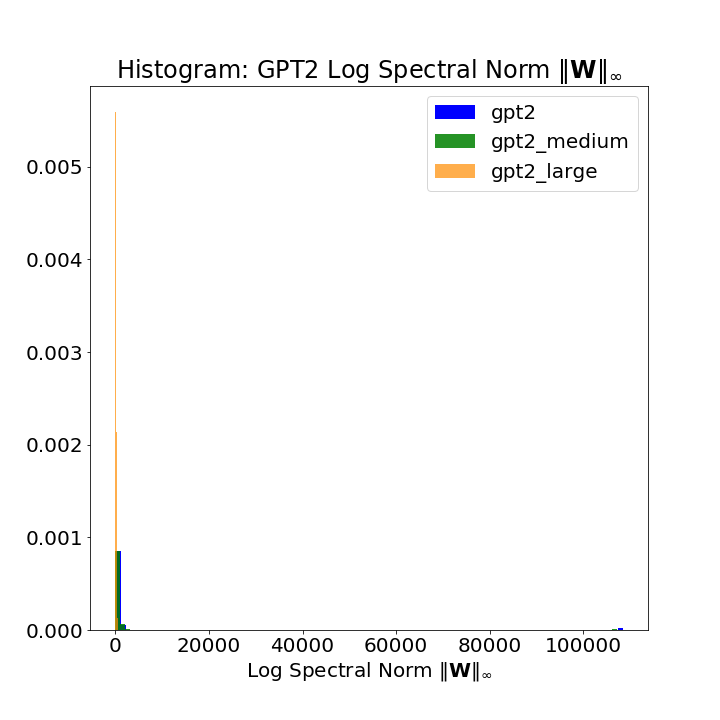 Histogram: GPT2 Log Spectral Norm ‖W‖∞
gpt2
gpt2_medium
gpt2_large
0.005
0.004
0.003
0.002
0.001
0.000
0 20000 40000 60000 80000 100000
Log Spectral Norm ‖W‖∞